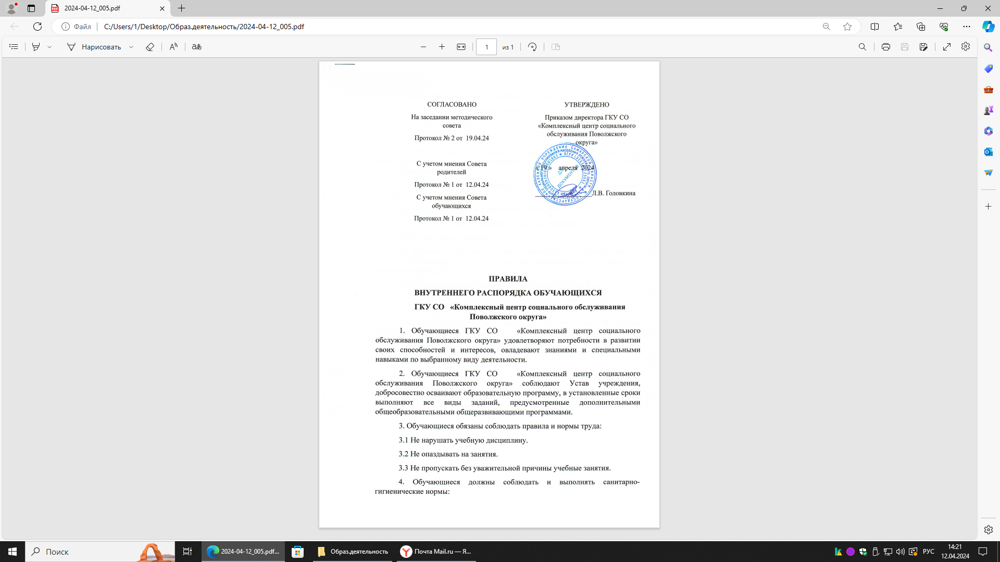 2024-04-12_005.pdf
Файл
C:/Users/1/Desktop/Образ.деятельность/2024-04-12_005.pdf
Нарисовать
1
из 1
СОГЛАСОВАНО
На заседании методического
совета
Протокол № 2 от 19.04.24
С учетом мнения Совета
родителей
Протокол № 1 от 12.04.24
С учетом мнения Совета
обучающихся
Протокол № 1 от 12.04.24
УТВЕРЖДЕНО
Приказом директора ГКУ СО
«Комплексный центр социального
обслуживания Поволжского
округа»
«19» апреля 2024
Л.В. Головкина
ПРАВИЛА
ВНУТРЕННЕГО РАСПОРЯДКА ОБУЧАЮЩИХСЯ
ГКУ СО «Комплексный центр социального обслуживания
Поволжского округа»
1. Обучающиеся ГКУ СО «Комплексный центр социального
обслуживания Поволжского округа» удовлетворяют потребности в развитии
своих способностей и интересов, овладевают знаниями и специальными
навыками по выбранному виду деятельности.
2. Обучающиеся ГКУ СО «Комплексный центр социального
обслуживания Поволжского округа» соблюдают Устав учреждения,
добросовестно осваивают образовательную программу, в установленные сроки
выполняют все виды заданий, предусмотренные дополнительными
общеобразовательными общеразвивающими программами.
3. Обучающиеся обязаны соблюдать правила и нормы труда:
3.1 Не нарушать учебную дисциплину.
3.2 Не опаздывать на занятия.
3.3 Не пропускать без уважительной причины учебные занятия.
4. Обучающиеся должны соблюдать и выполнять санитарно-
гигиенические нормы:
Поиск
2024-04-12_005.pdf...
Образ.деятельность
Почта Mail.ru — Я...
РУС
14:21
12.04.2024